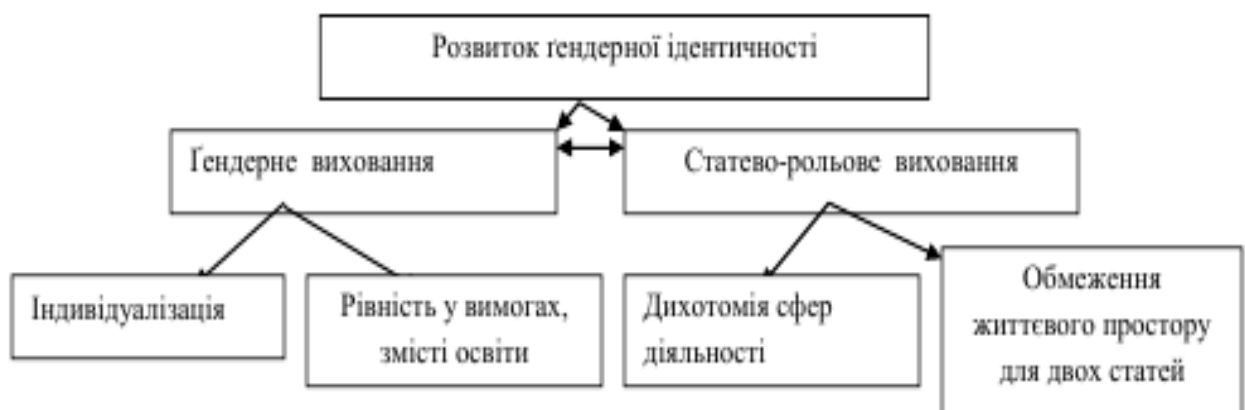 Розвиток ґендерної ідентичності
Ґендерне виховання
Статево-рольове виховання
Індивідуалізація
Рівність у вимогах,
змісті освіти
Дихотомія сфер
діяльності
Обмеження
життєвого простору
для двох статей